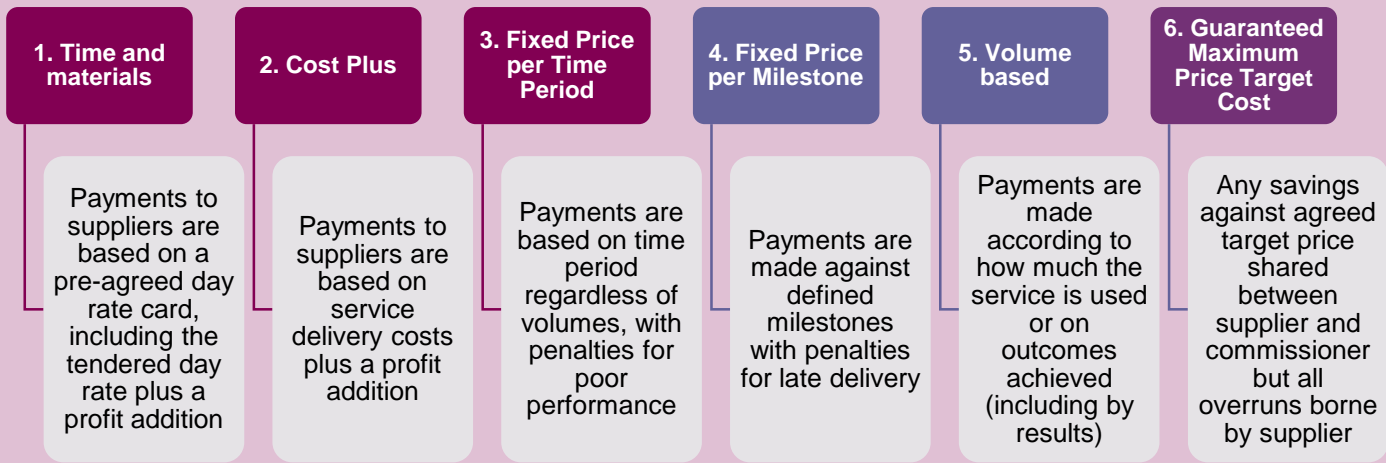 1. Time and
materials
Payments to
suppliers are
based on a
pre-agreed day
rate card,
including the
tendered day
rate plus a
profit addition
2. Cost Plus
Payments to
suppliers are
based on
service
delivery costs
plus a profit
addition
3. Fixed Price
per Time
Period
Payments are
based on time
period
regardless of
volumes, with
penalties for
poor
performance
4. Fixed Price
per Milestone
Payments are
made against
defined
milestones
with penalties
for late delivery
5. Volume
based
Payments are
made
according to
how much the
service is used
or on
outcomes
achieved
(including by
results)
6. Guaranteed
Maximum
Price Target
Cost
Any savings
against agreed
target price
shared
between
supplier and
commissioner
but all
overruns borne
by supplier